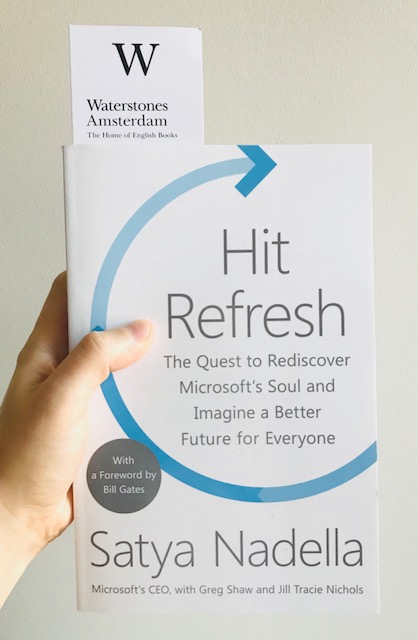 W
Waterstones
Amsterdam
The Home of English Books
Hit
Refresh
The Quest to Rediscover
Microsoft's Soul and
Imagine a Better
Future for Everyone
With
a Foreword by
Bill Gates
Satya Nadella
Microsoft's CEO, with Greg Shaw and Jill Tracie Nichols